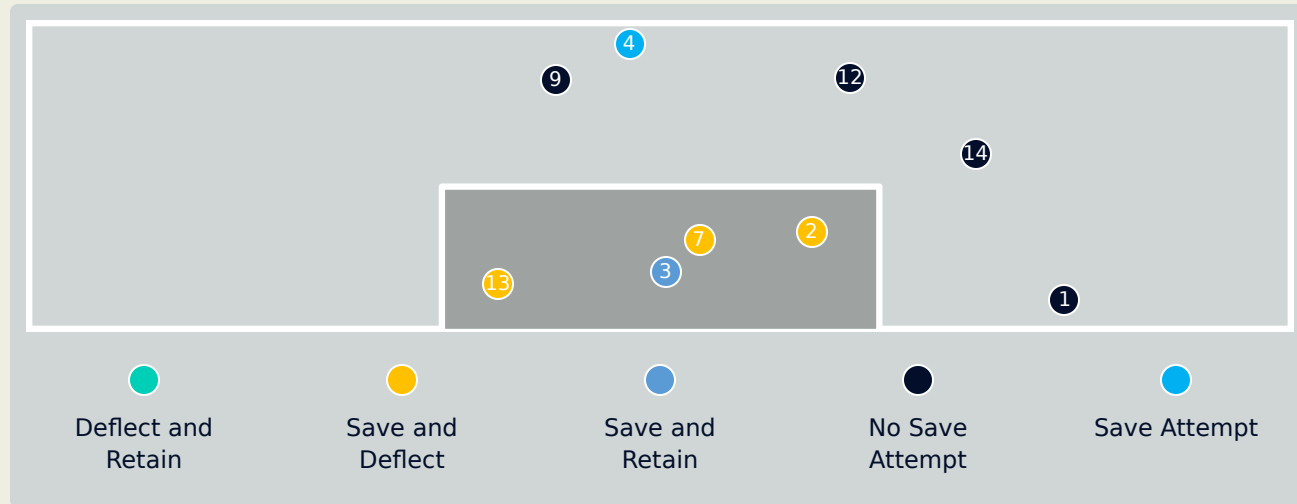 4
9
12
14
2
7
3
13
1
Deflect and
Retain
Save and
Deflect
Save and
Retain
No Save
Attempt
Save Attempt